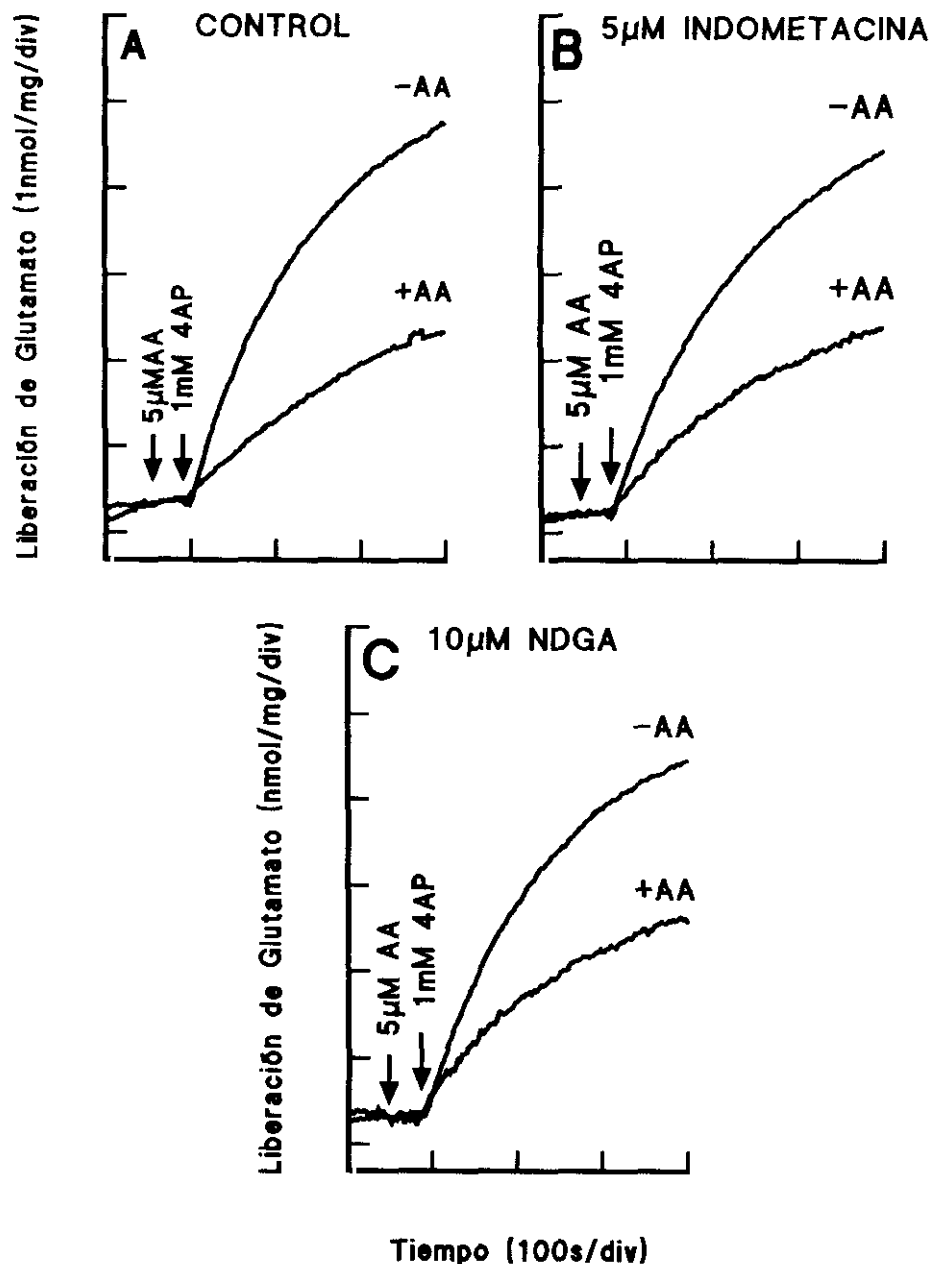 A CONTROL
Liberación de Glutamato (1nmol/mg/div)
-AA
+AA
5µMAA
1mM 4AP
B 5µM INDOMETACINA
-AA
+AA
5µM AA
1mM 4AP
C 10µM NDGA
Liberación de Glutamato (nmol/mg/div)
-AA
+AA
5µM AA
1mM 4AP
Tiempo (100s/div)